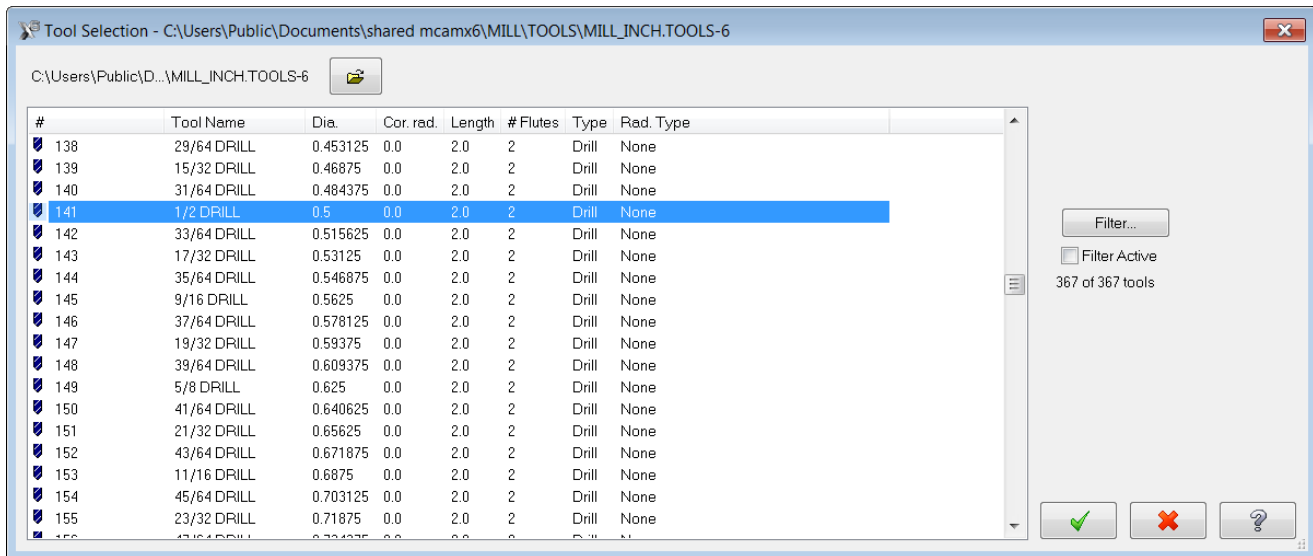 Tool Selection - C:\Users\Public\Documents\shared mcamx6\MILL\TOOLS\MILL_INCH.TOOLS-6
C:\Users\Public\D...\MILL_INCH.TOOLS-6
# Tool Name Dia. Cor. rad. Length # Flutes Type Rad. Type
138 29/64 DRILL 0.453125 0.0 2.0 2 Drill None
139 15/32 DRILL 0.46875 0.0 2.0 2 Drill None
140 31/64 DRILL 0.484375 0.0 2.0 2 Drill None
141 1/2 DRILL 0.5 0.0 2.0 2 Drill None
142 33/64 DRILL 0.515625 0.0 2.0 2 Drill None
143 17/32 DRILL 0.53125 0.0 2.0 2 Drill None
144 35/64 DRILL 0.546875 0.0 2.0 2 Drill None
145 9/16 DRILL 0.5625 0.0 2.0 2 Drill None
146 37/64 DRILL 0.578125 0.0 2.0 2 Drill None
147 19/32 DRILL 0.59375 0.0 2.0 2 Drill None
148 39/64 DRILL 0.609375 0.0 2.0 2 Drill None
149 5/8 DRILL 0.625 0.0 2.0 2 Drill None
150 41/64 DRILL 0.640625 0.0 2.0 2 Drill None
151 21/32 DRILL 0.65625 0.0 2.0 2 Drill None
152 43/64 DRILL 0.671875 0.0 2.0 2 Drill None
153 11/16 DRILL 0.6875 0.0 2.0 2 Drill None
154 45/64 DRILL 0.703125 0.0 2.0 2 Drill None
155 23/32 DRILL 0.71875 0.0 2.0 2 Drill None
Filter...
Filter Active
367 of 367 tools